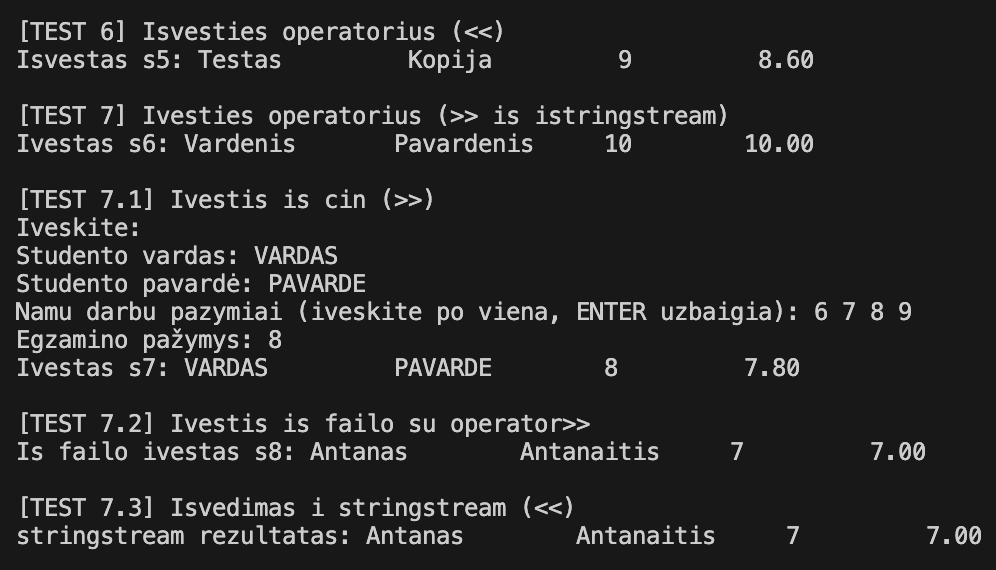 [TEST 6] Isvesties operatorius (<<)
Isvestas s5: Testas         Kopija         9         8.60
[TEST 7] Ivesties operatorius (>> is istringstream)
Ivestas s6: Vardenis       Pavardenis     10        10.00
[TEST 7.1] Ivestis is cin (>>)
Iveskite:
Studento vardas: VARDAS
Studento pavardė: PAVARDE
Namu darbu pazymiai (iveskite po viena, ENTER uzbaigia): 6 7 8 9
Egzamino pažymys: 8
Ivestas s7: VARDAS         PAVARDE        8         7.80
[TEST 7.2] Ivestis is failo su operator>>
Is failo ivestas s8: Antanas        Antanaitis     7         7.00
[TEST 7.3] Isvedimas i stringstream (<<)
stringstream rezultatas: Antanas        Antanaitis     7         7.00